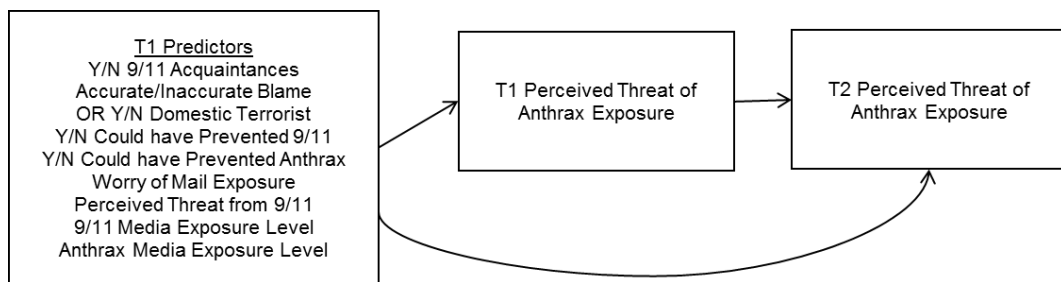 T1 Predictors
Y/N 9/11 Acquaintances
Accurate/Inaccurate Blame
OR Y/N Domestic Terrorist
Y/N Could have Prevented 9/11
Y/N Could have Prevented Anthrax
Worry of Mail Exposure
Perceived Threat from 9/11
9/11 Media Exposure Level
Anthrax Media Exposure Level
T1 Perceived Threat of
Anthrax Exposure
T2 Perceived Threat of
Anthrax Exposure